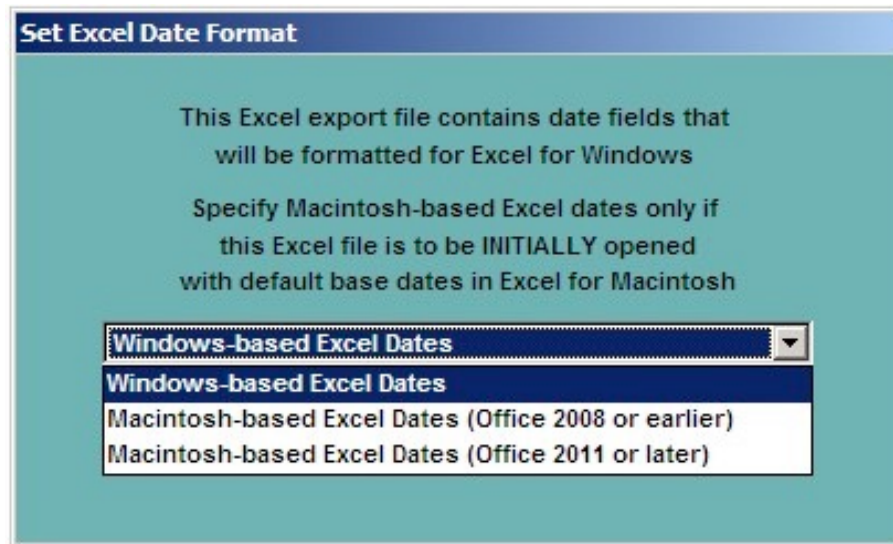 Set Excel Date Format
This Excel export file contains date fields that
will be formatted for Excel for Windows
Specify Macintosh-based Excel dates only if
this Excel file is to be INITIALLY opened
with default base dates in Excel for Macintosh
Windows-based Excel Dates
Windows-based Excel Dates
Macintosh-based Excel Dates (Office 2008 or earlier)
Macintosh-based Excel Dates (Office 2011 or later)